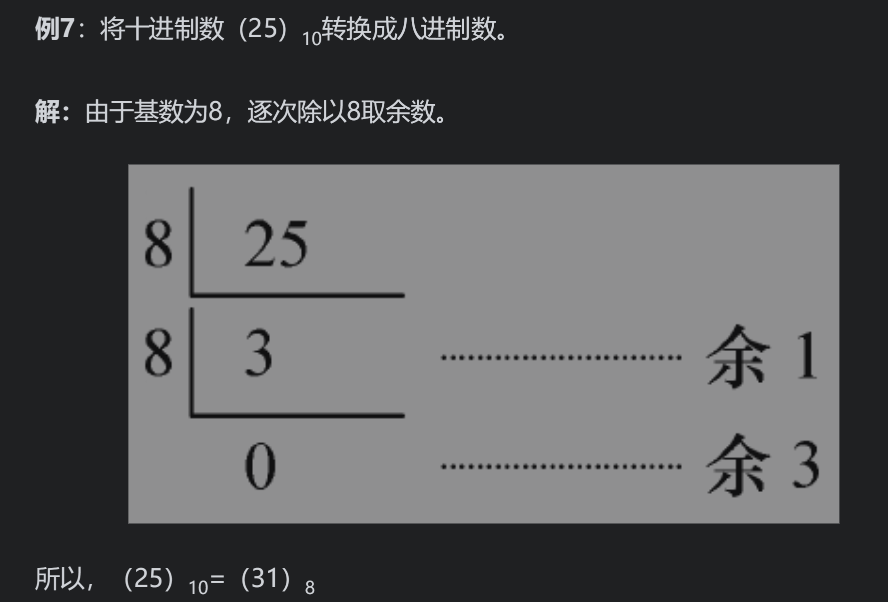 例7：将十进制数（25）10转换成八进制数。
解：由于基数为8，逐次除以8取余数。
8 25
8 3 ........................... 余 1
0 ........................... 余 3
所以，（25）10=（31）8